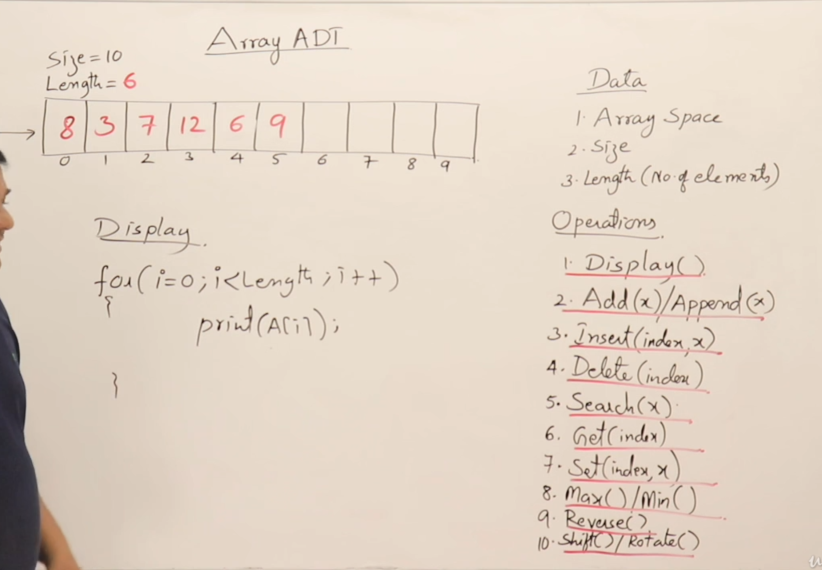 Array ADT
Size=10
Length=6
8 3 7 12 6 9
0 1 2 3 4 5 6 7 8 9
Display
for(i=0;i<Length;i++)
{
print(A[i]);
}
Data
1. Array Space
2. Size
3. Length (No. of elements)
Operations
1. Display()
2. Add(x)/Append(x)
3. Insert(index,x)
4. Delete(index)
5. Search(x)
6. Get(index)
7. Set(index,x)
8. Max()/Min()
9. Reverse()
10. Shift()/Rotate()